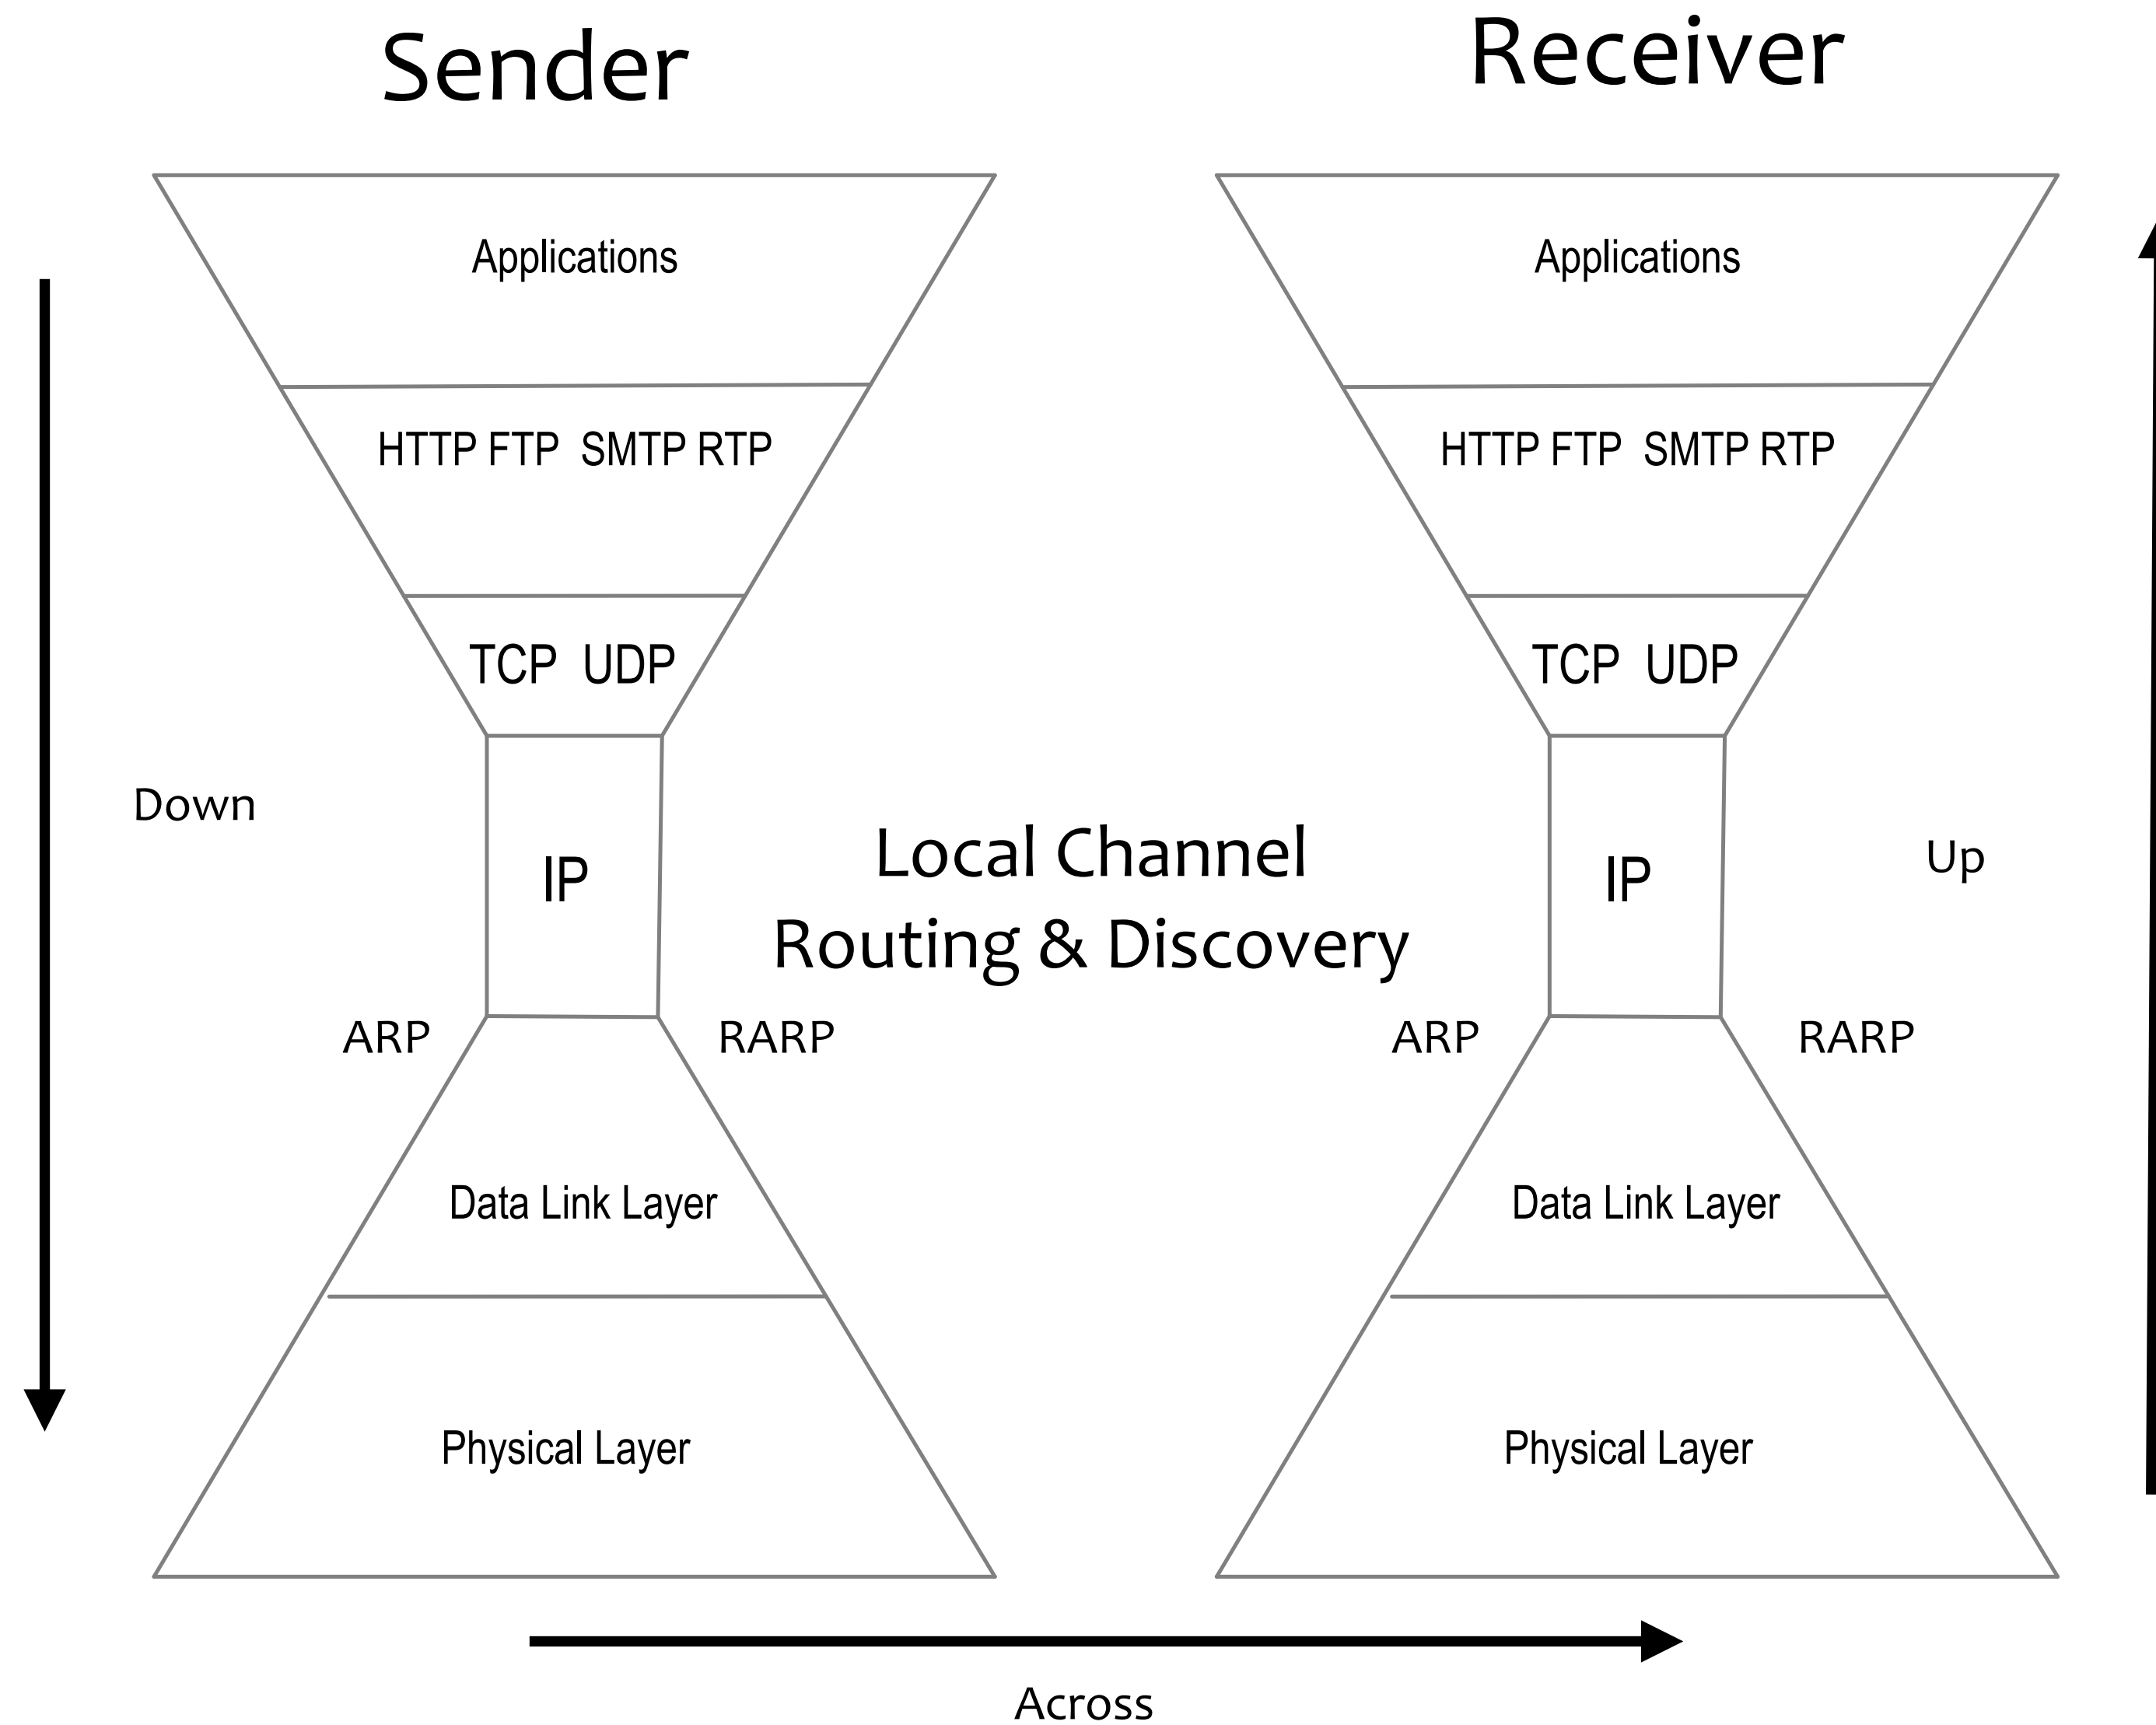 Sender
Receiver
Applications
Applications
HTTP FTP SMTP RTP
HTTP FTP SMTP RTP
TCP UDP
TCP UDP
Down
IP
Local Channel
Routing & Discovery
IP
Up
ARP
RARP
ARP
RARP
Data Link Layer
Data Link Layer
Physical Layer
Physical Layer
Across